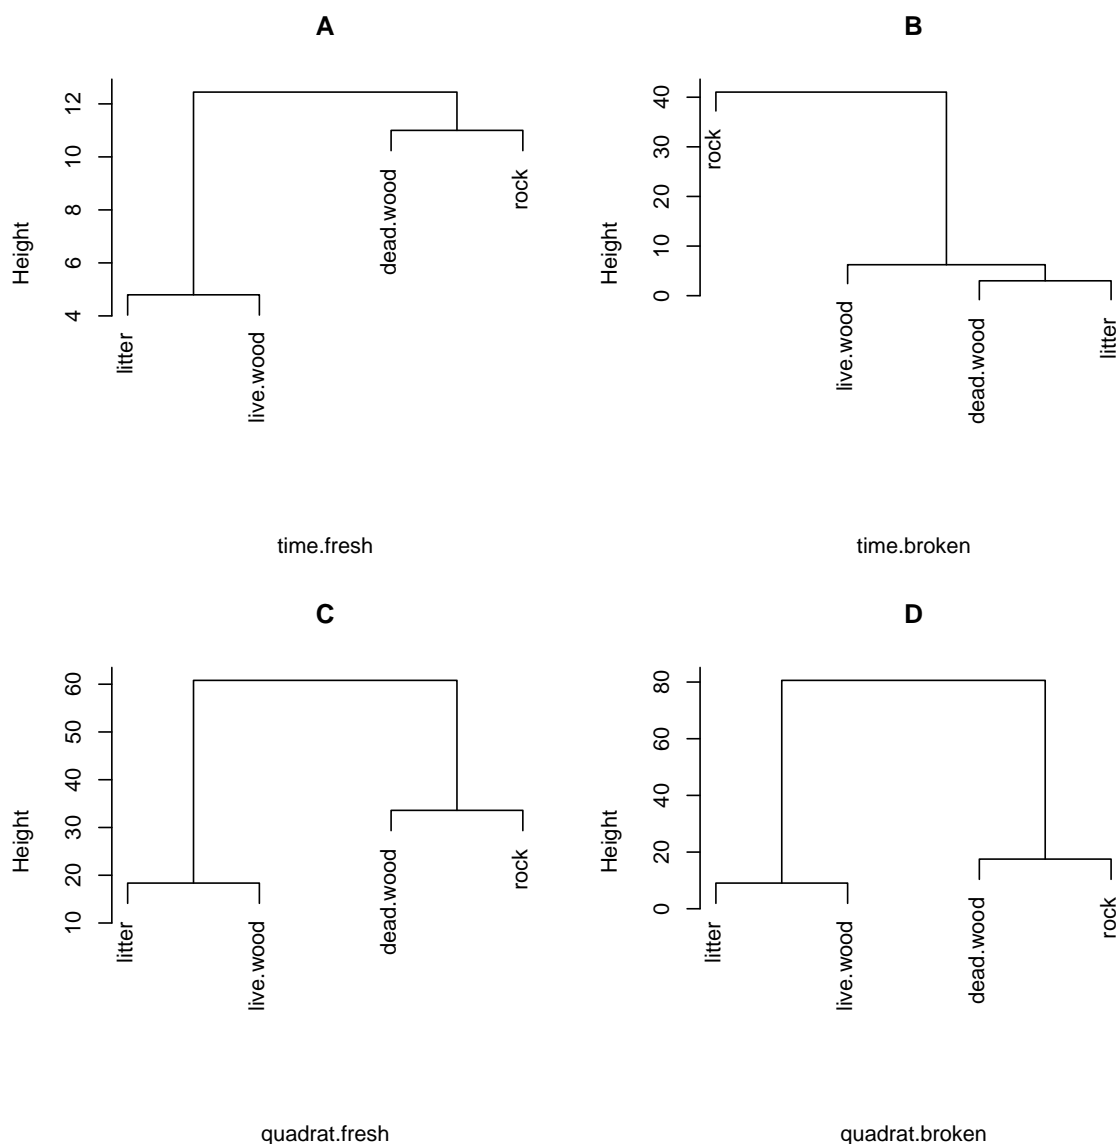 A
Height
4
6
8
10
12
litter
live.wood
dead.wood
rock
time.fresh
B
Height
0
10
20
30
40
rock
live.wood
dead.wood
litter
time.broken
C
Height
10
20
30
40
50
60
litter
live.wood
dead.wood
rock
quadrat.fresh
D
Height
0
20
40
60
80
litter
live.wood
dead.wood
rock
quadrat.broken